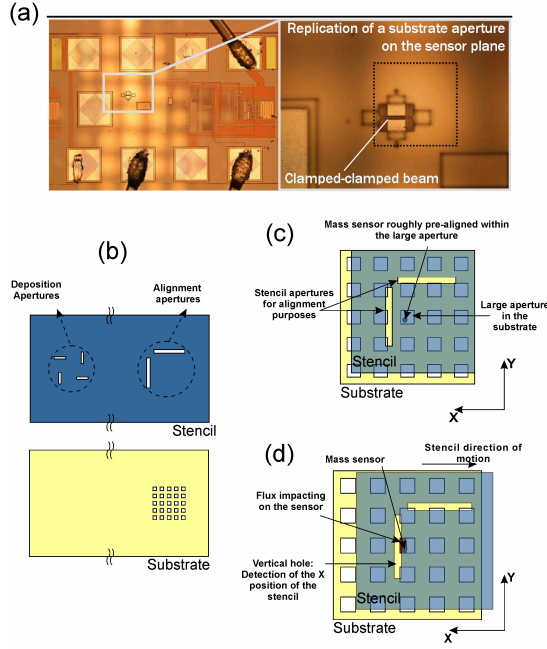 (a)
Replication of a substrate aperture
on the sensor plane
Clamped-clamped beam
(b)
Deposition
Apertures
Alignment
apertures
Stencil
Substrate
(c)
Mass sensor roughly pre-aligned within
the large aperture
Stencil apertures
for alignment
purposes
Large aperture
in the
substrate
Stencil
Substrate
Y
X
(d)
Stencil direction of
motion
Mass sensor
Flux impacting
on the sensor
Vertical hole:
Detection of the X
position of the
stencil
Stencil
Substrate
Y
X